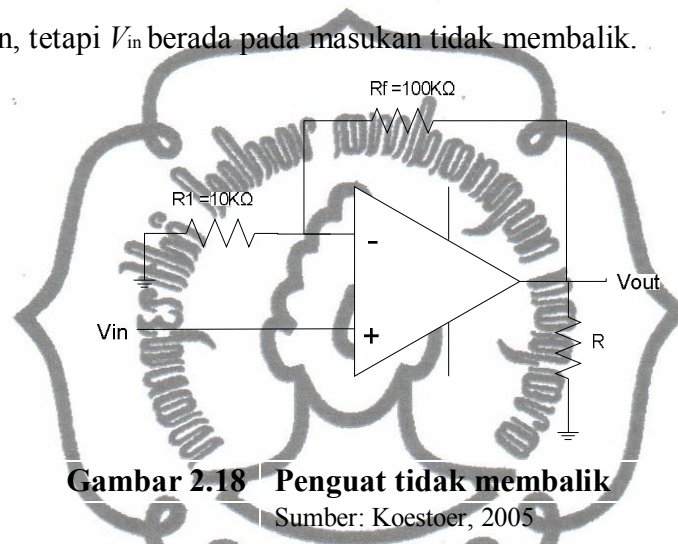 n, tetapi Vin berada pada masukan tidak membalik.
Rf =100KΩ
R1 =10KΩ
-
Vout
Vin
+
R
Gambar 2.18 Penguat tidak membalik
Sumber: Koestoer, 2005